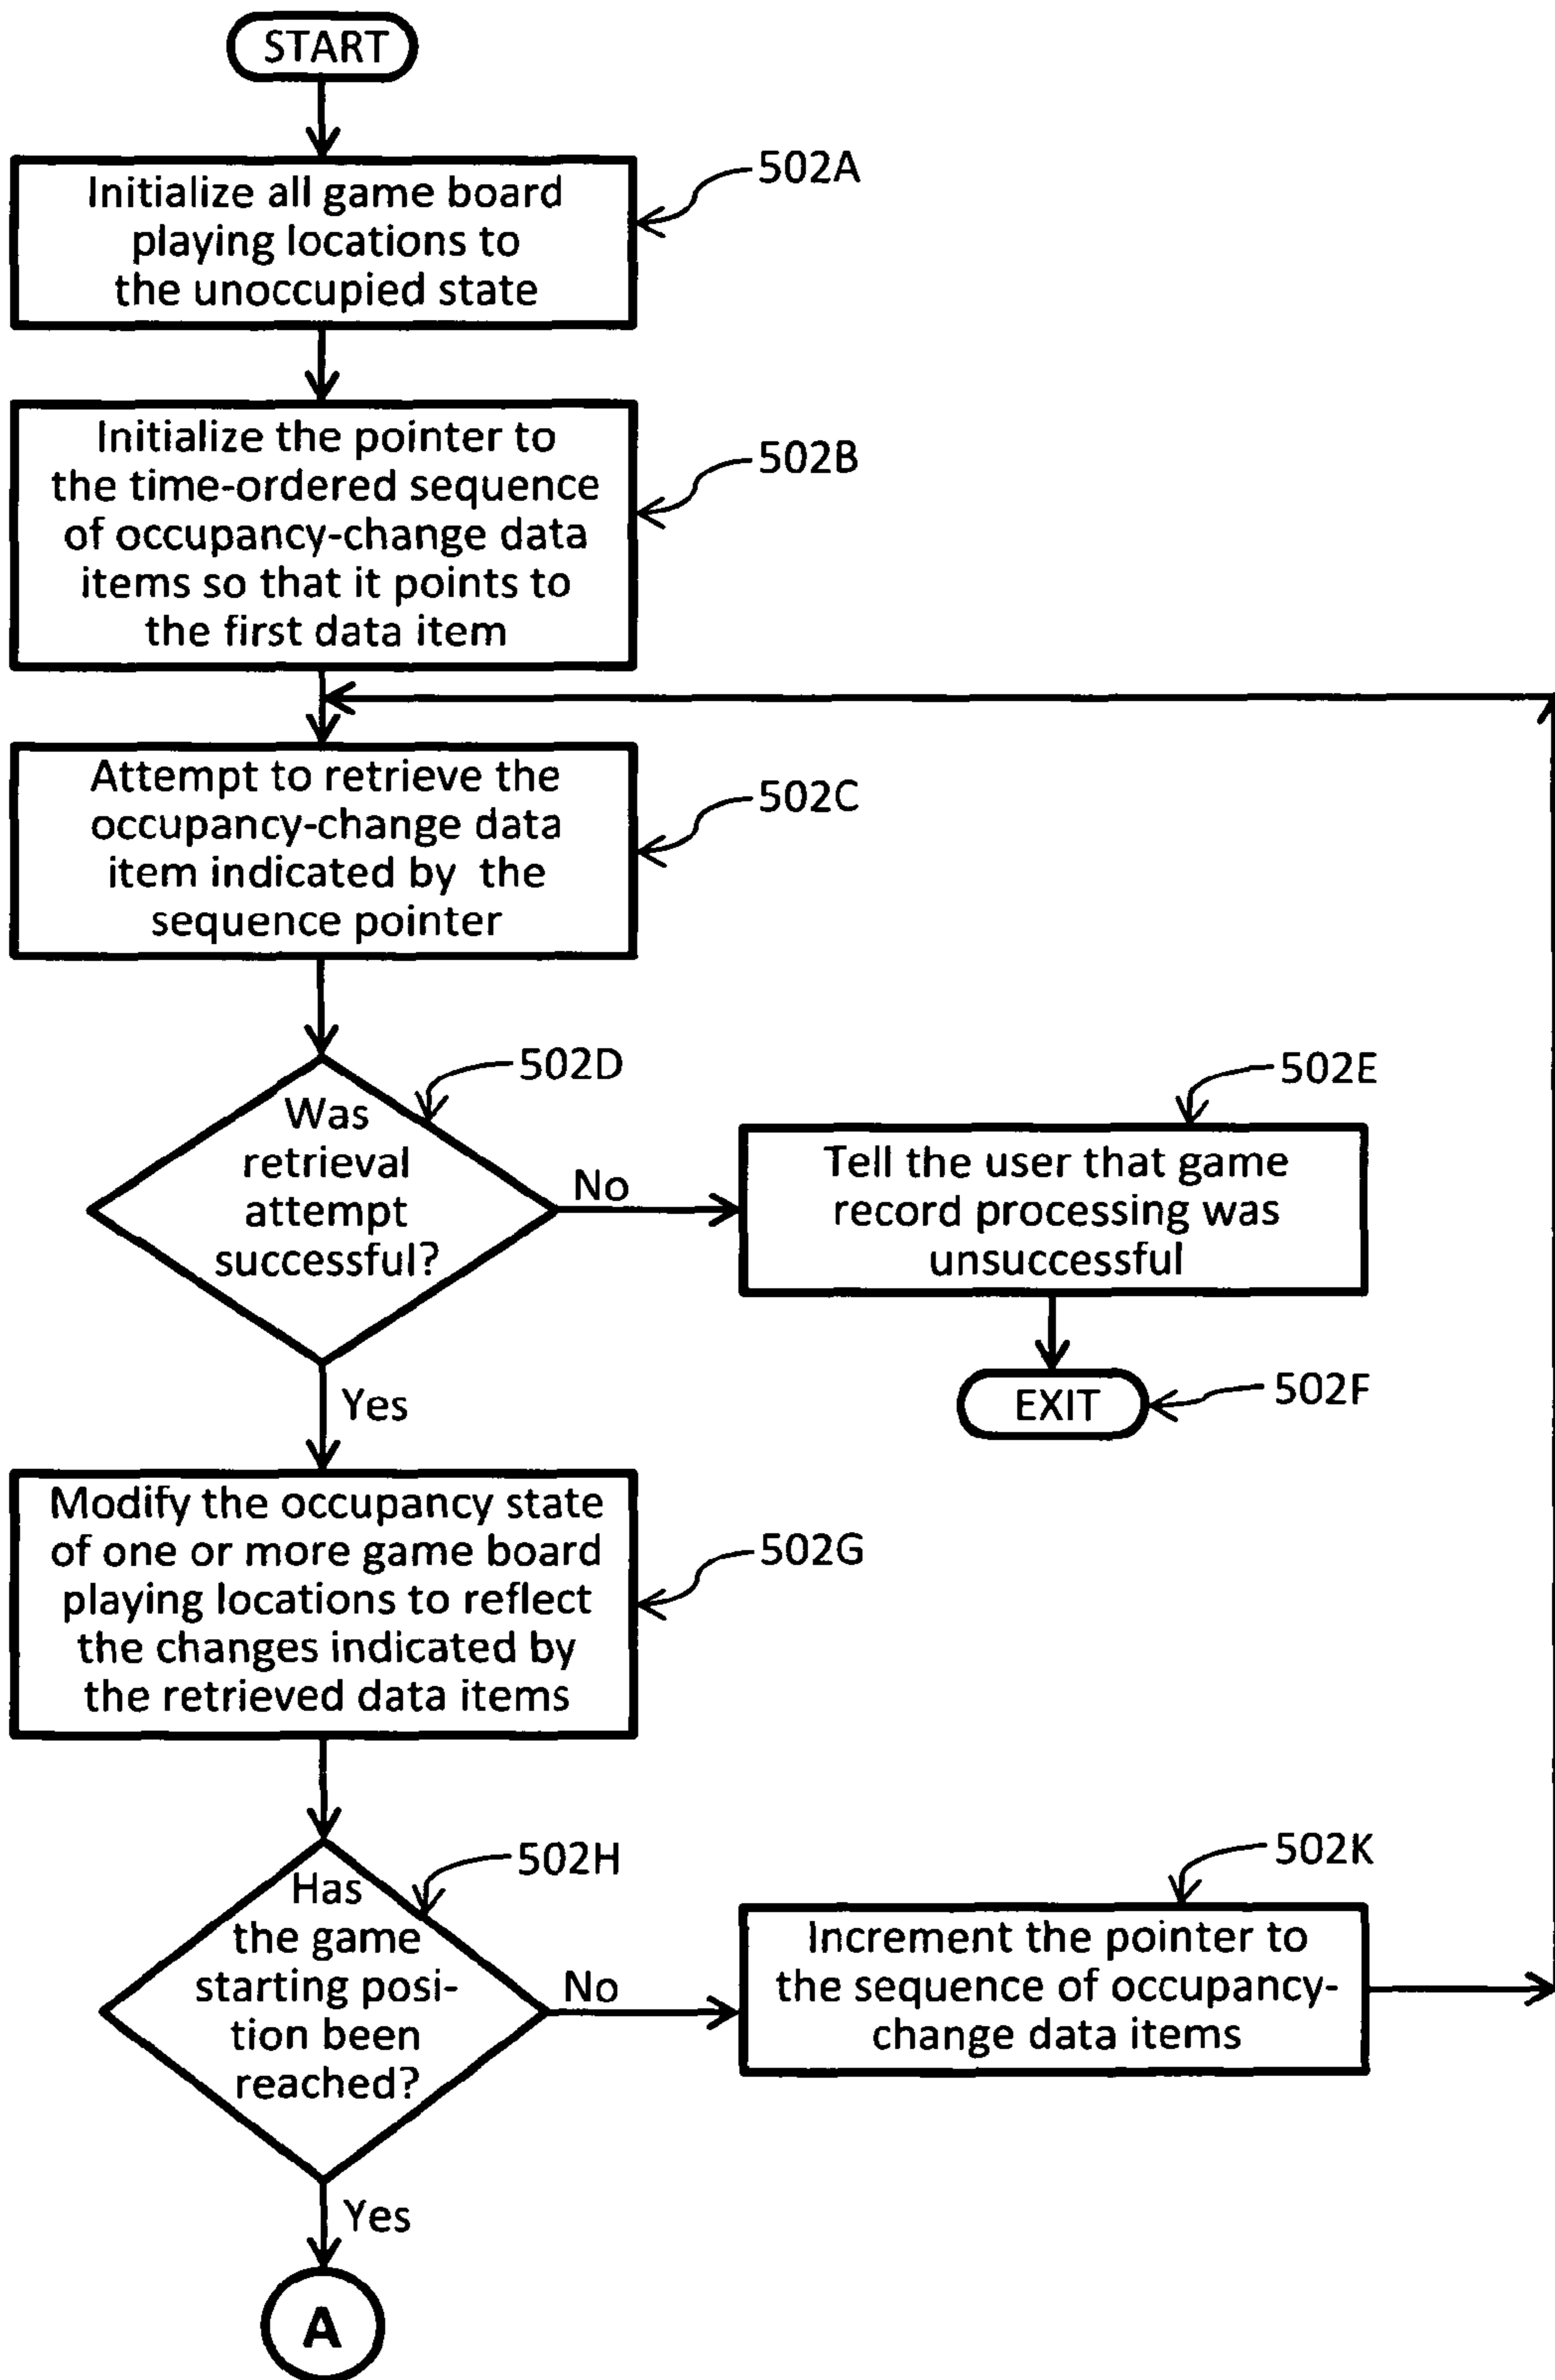 START
502A
Initialize all game board
playing locations to
the unoccupied state
502B
Initialize the pointer to
the time-ordered sequence
of occupancy-change data
items so that it points to
the first data item
502C
Attempt to retrieve the
occupancy-change data
item indicated by the
sequence pointer
502D
Was
retrieval
attempt
successful?
No
502E
Tell the user that game
record processing was
unsuccessful
EXIT
502F
Yes
502G
Modify the occupancy state
of one or more game board
playing locations to reflect
the changes indicated by
the retrieved data items
502H
Has
the game
starting posi-
tion been
reached?
No
502K
Increment the pointer to
the sequence of occupancy-
change data items
Yes
A